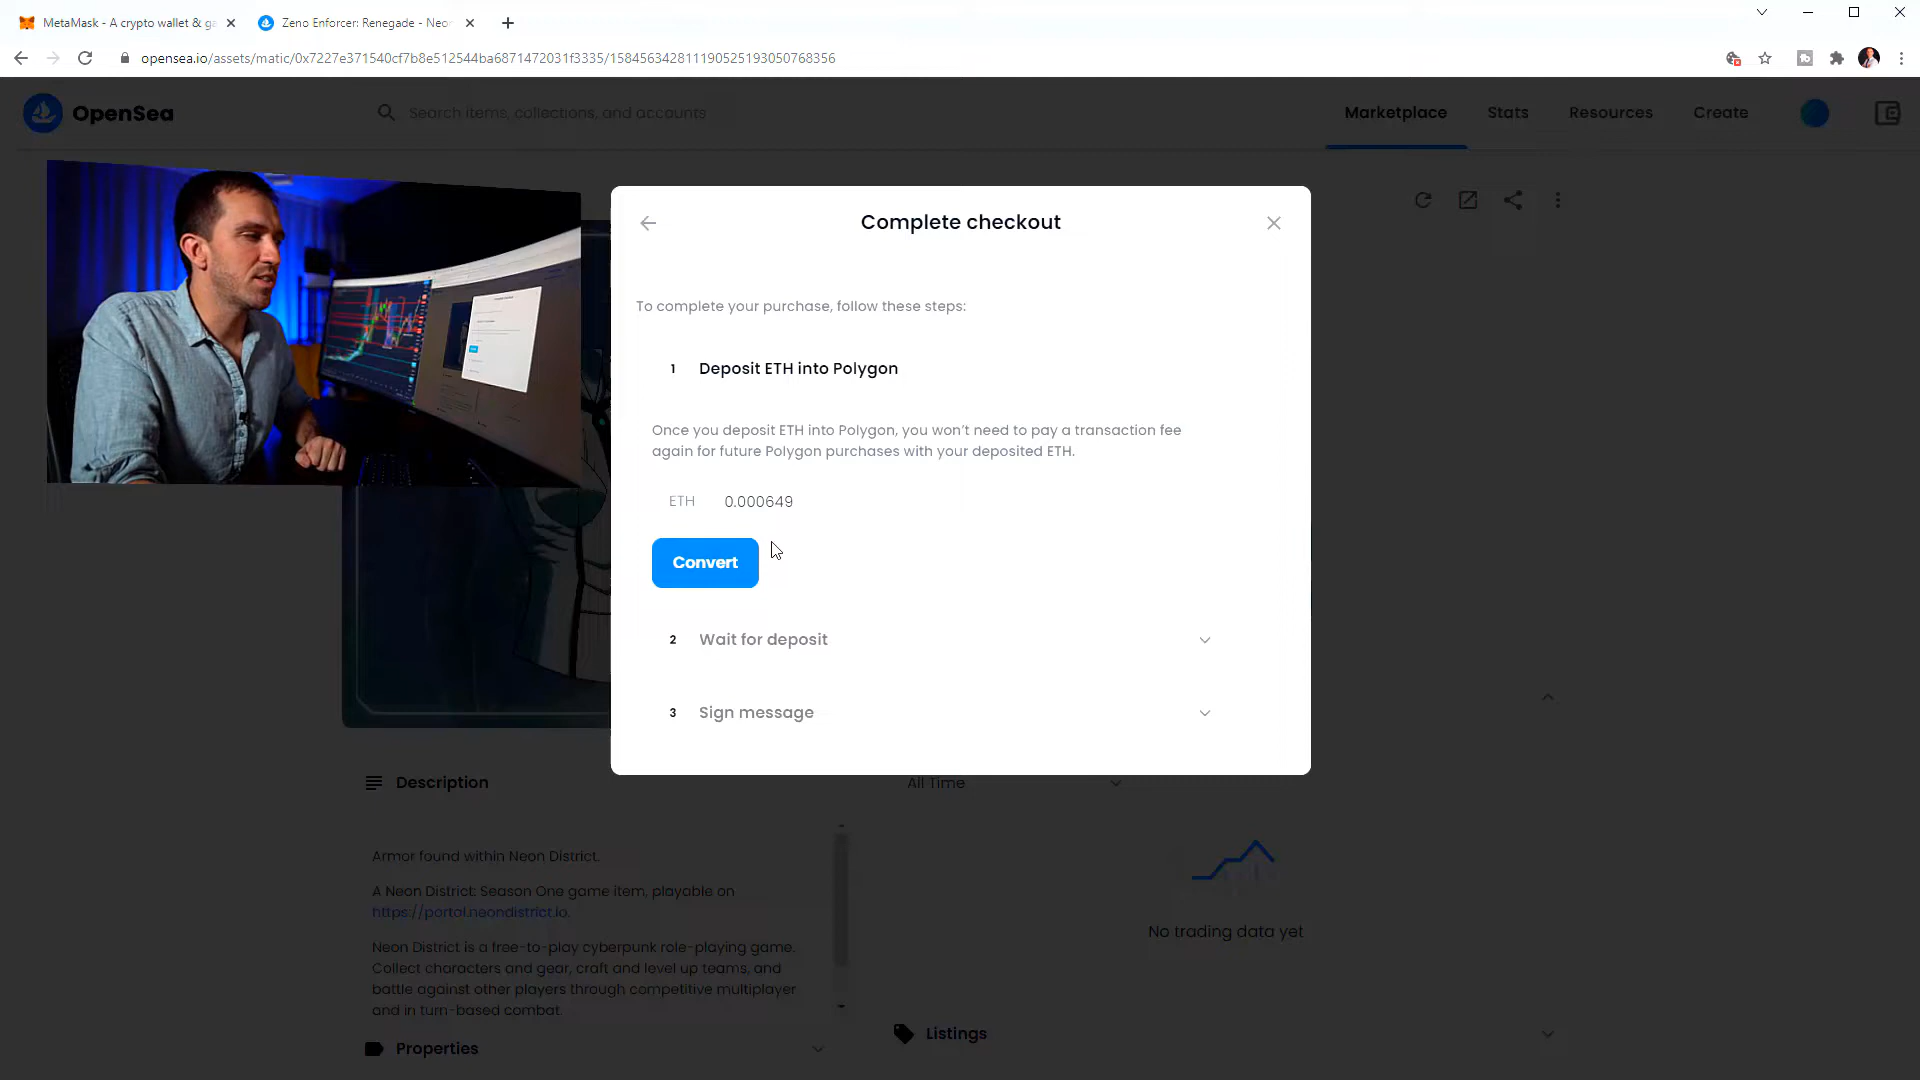 MetaMask - A crypto wallet & ga
Zeno Enforcer: Renegade - Neon
opensea.io/assets/matic/0x7227e371540cf7b8e512544ba6871472031f3335/158456342811190525193050768356
OpenSea
Search items, collections, and accounts
Marketplace
Stats
Resources
Create
Complete checkout
To complete your purchase, follow these steps:
1 Deposit ETH into Polygon
Once you deposit ETH into Polygon, you won't need to pay a transaction fee
again for future Polygon purchases with your deposited ETH.
ETH 0.000649
Convert
2 Wait for deposit
3 Sign message
Description
All Time
Armor found within Neon District.
A Neon District: Season One game item, playable on
https://portal.neondistrict.io.
Neon District is a free-to-play cyberpunk role-playing game.
Collect characters and gear, craft and level up teams, and
battle against other players through competitive multiplayer
and in turn-based combat.
No trading data yet
Properties
Listings